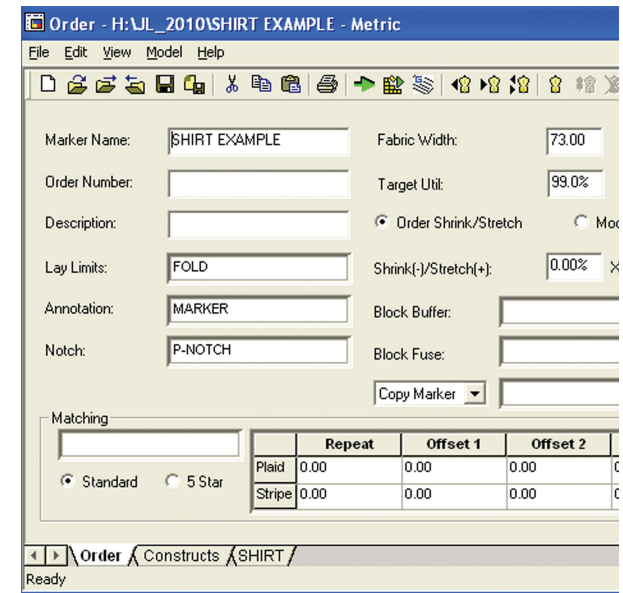 Order - H:\JL_2010\SHIRT EXAMPLE - Metric
File Edit View Model Help
Marker Name: SHIRT EXAMPLE Fabric Width: 73.00
Order Number: Target Util: 99.0%
Description: Order Shrink/Stretch Moc
Lay Limits: FOLD Shrink(-)/Stretch(+): 0.00% X
Annotation: MARKER Block Buffer:
Notch: P-NOTCH Block Fuse:
Copy Marker
Matching
Repeat Offset 1 Offset 2
Standard 5 Star
Plaid 0.00 0.00 0.00
Stripe 0.00 0.00 0.00
Order Constructs SHIRT
Ready